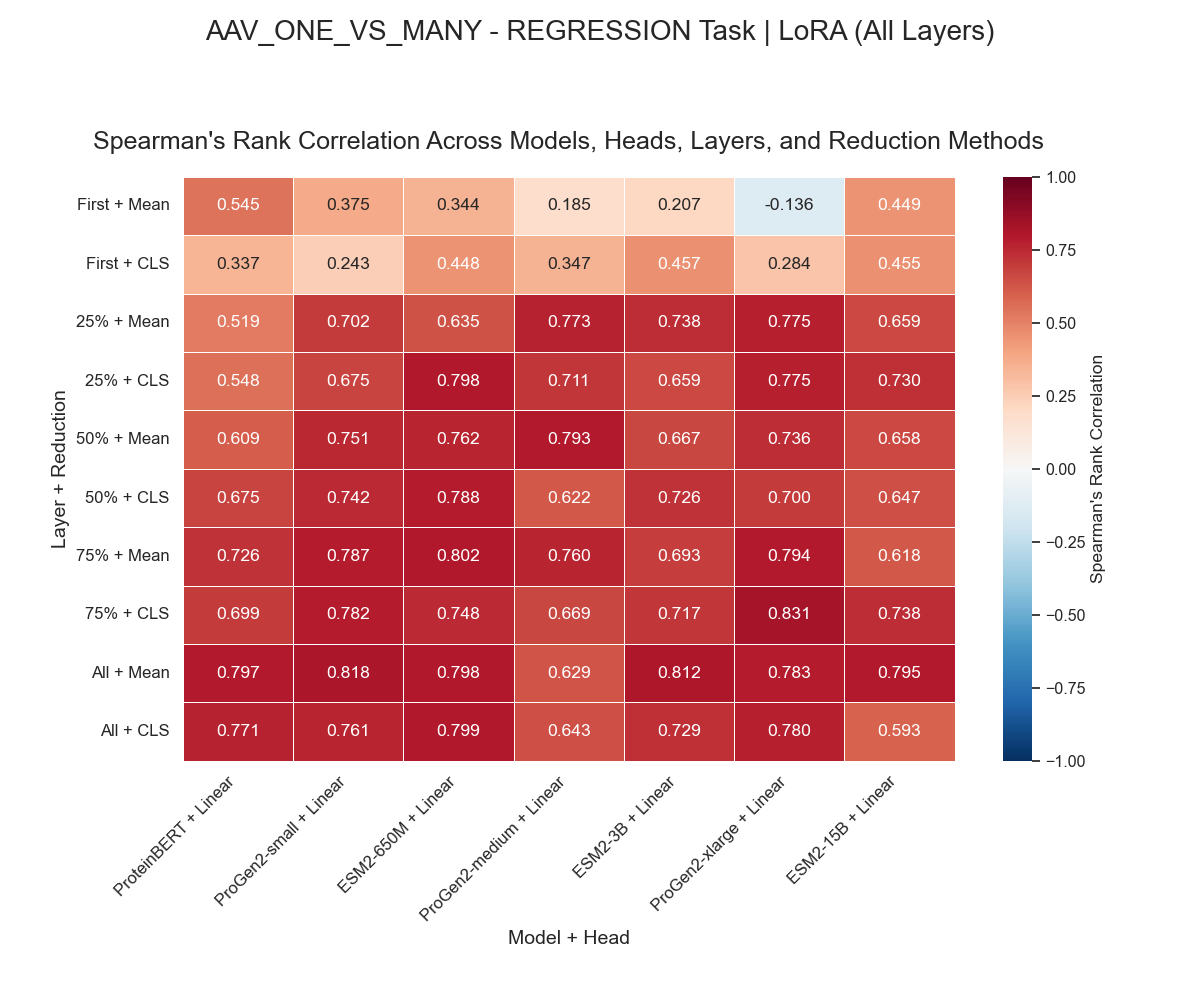 AAV_ONE_VS_MANY - REGRESSION Task | LoRA (All Layers)
Spearman's Rank Correlation Across Models, Heads, Layers, and Reduction Methods
Layer + Reduction
First + Mean 0.545 0.375 0.344 0.185 0.207 -0.136 0.449
First + CLS 0.337 0.243 0.448 0.347 0.457 0.284 0.455
25% + Mean 0.519 0.702 0.635 0.773 0.738 0.775 0.659
25% + CLS 0.548 0.675 0.798 0.711 0.659 0.775 0.730
50% + Mean 0.609 0.751 0.762 0.793 0.667 0.736 0.658
50% + CLS 0.675 0.742 0.788 0.622 0.726 0.700 0.647
75% + Mean 0.726 0.787 0.802 0.760 0.693 0.794 0.618
75% + CLS 0.699 0.782 0.748 0.669 0.717 0.831 0.738
All + Mean 0.797 0.818 0.798 0.629 0.812 0.783 0.795
All + CLS 0.771 0.761 0.799 0.643 0.729 0.780 0.593
ProteinBERT + Linear
ProGen2-small + Linear
ESM2-650M + Linear
ProGen2-medium + Linear
ESM2-3B + Linear
ProGen2-xlarge + Linear
ESM2-15B + Linear
Model + Head
1.00
0.75
0.50
0.25
0.00
−0.25
−0.50
−0.75
−1.00
Spearman's Rank Correlation